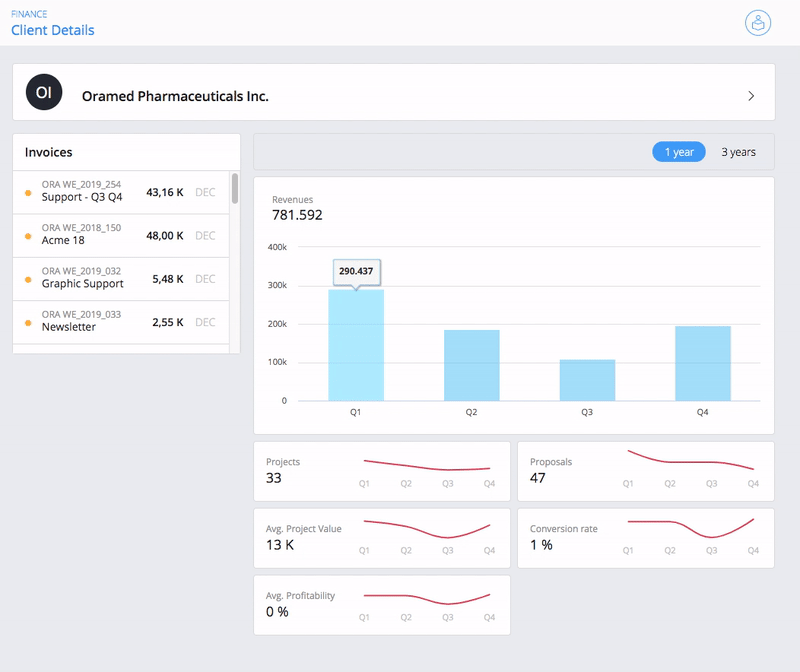 FINANCE
Client Details
OI
Oramed Pharmaceuticals Inc.
Invoices
ORA WE_2019_254
Support - Q3 Q4
43,16 K
DEC
ORA WE_2018_150
Acme 18
48,00 K
DEC
ORA WE_2019_032
Graphic Support
5,48 K
DEC
ORA WE_2019_033
Newsletter
2,55 K
DEC
1 year
3 years
Revenues
781.592
400k
300k
200k
100k
0
290.437
Q1 Q2 Q3 Q4
Projects
33
Q1 Q2 Q3 Q4
Proposals
47
Q1 Q2 Q3 Q4
Avg. Project Value
13 K
Q1 Q2 Q3 Q4
Conversion rate
1 %
Q1 Q2 Q3 Q4
Avg. Profitability
0 %
Q1 Q2 Q3 Q4